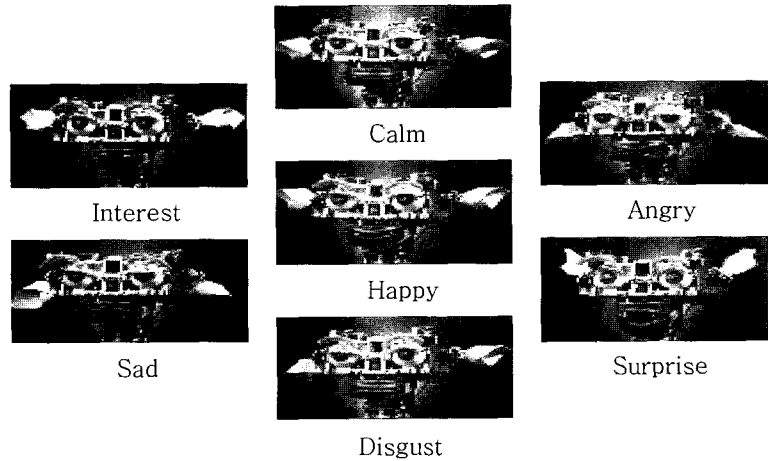 Calm
Interest
Angry
Happy
Sad
Surprise
Disgust